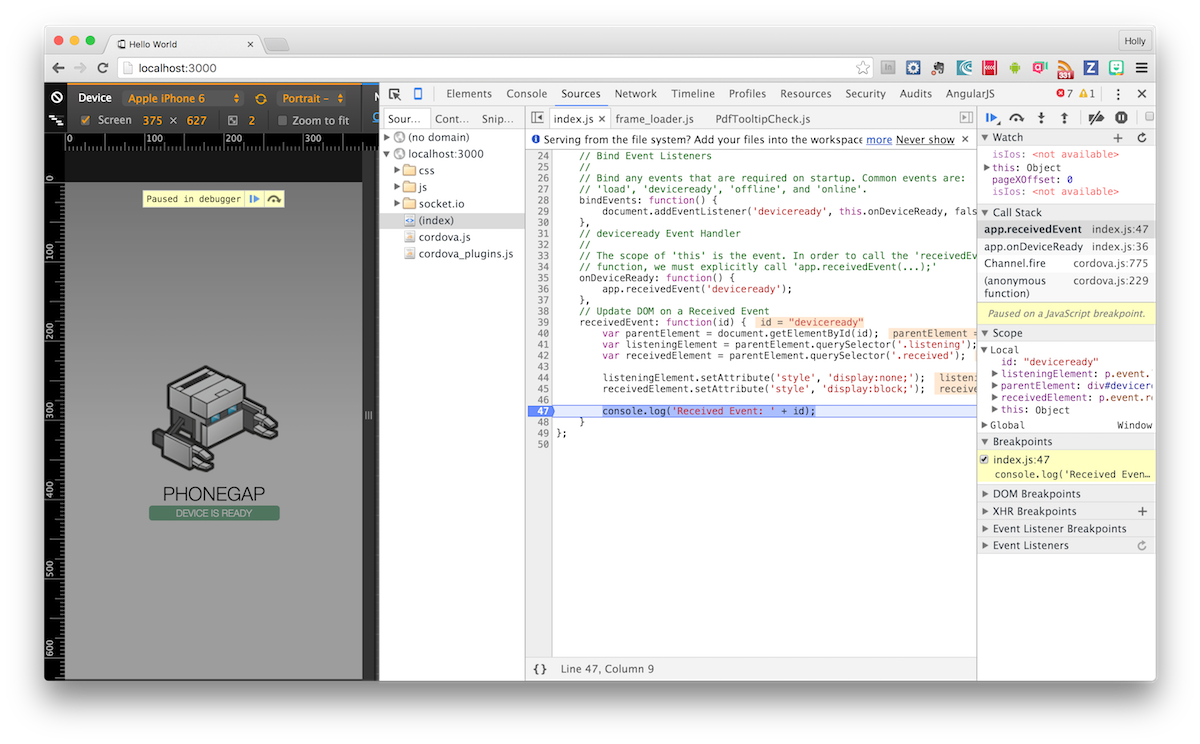 Hello World
Holly
localhost:3000
331
Device Apple iPhone 6 Portrait –
Screen 375 × 627 2 Zoom to fit
0 100 200 300
0
100
200
300
400
500
600
Paused in debugger
PHONEGAP
DEVICE IS READY
Elements Console Sources Network Timeline Profiles Resources Security Audits AngularJS 7 1
Sour... Cont... Snip...
(no domain)
localhost:3000
css
js
socket.io
(index)
cordova.js
cordova_plugins.js
index.js × frame_loader.js PdfTooltipCheck.js
Serving from the file system? Add your files into the workspace more Never show ×
24 // Bind Event Listeners
25 //
26 // Bind any events that are required on startup. Common events are:
27 // 'load', 'deviceready', 'offline', and 'online'.
28 bindEvents: function() {
29 document.addEventListener('deviceready', this.onDeviceReady, fals
30 },
31 // deviceready Event Handler
32 //
33 // The scope of 'this' is the event. In order to call the 'receivedEv
34 // function, we must explicitly call 'app.receivedEvent(...);'
35 onDeviceReady: function() {
36 app.receivedEvent('deviceready');
37 },
38 // Update DOM on a Received Event
39 receivedEvent: function(id) { id = "deviceready"
40 var parentElement = document.getElementById(id); parentElement =
41 var listeningElement = parentElement.querySelector('.listening');
42 var receivedElement = parentElement.querySelector('.received');
43
44 listeningElement.setAttribute('style', 'display:none;'); listeni
45 receivedElement.setAttribute('style', 'display:block;'); receive
46
47 console.log('Received Event: ' + id);
48 }
49 };
50
{} Line 47, Column 9
Watch
isIos: <not available>
this: Object
pageXOffset: 0
isIos: <not available>
Call Stack
app.receivedEvent index.js:47
app.onDeviceReady index.js:36
Channel.fire cordova.js:775
(anonymous function) cordova.js:229
Paused on a JavaScript breakpoint.
Scope
Local
id: "deviceready"
listeningElement: p.event.
parentElement: div#devicere
receivedElement: p.event.re
this: Object
Global Window
Breakpoints
index.js:47
console.log('Received Even...
DOM Breakpoints
XHR Breakpoints
Event Listener Breakpoints
Event Listeners